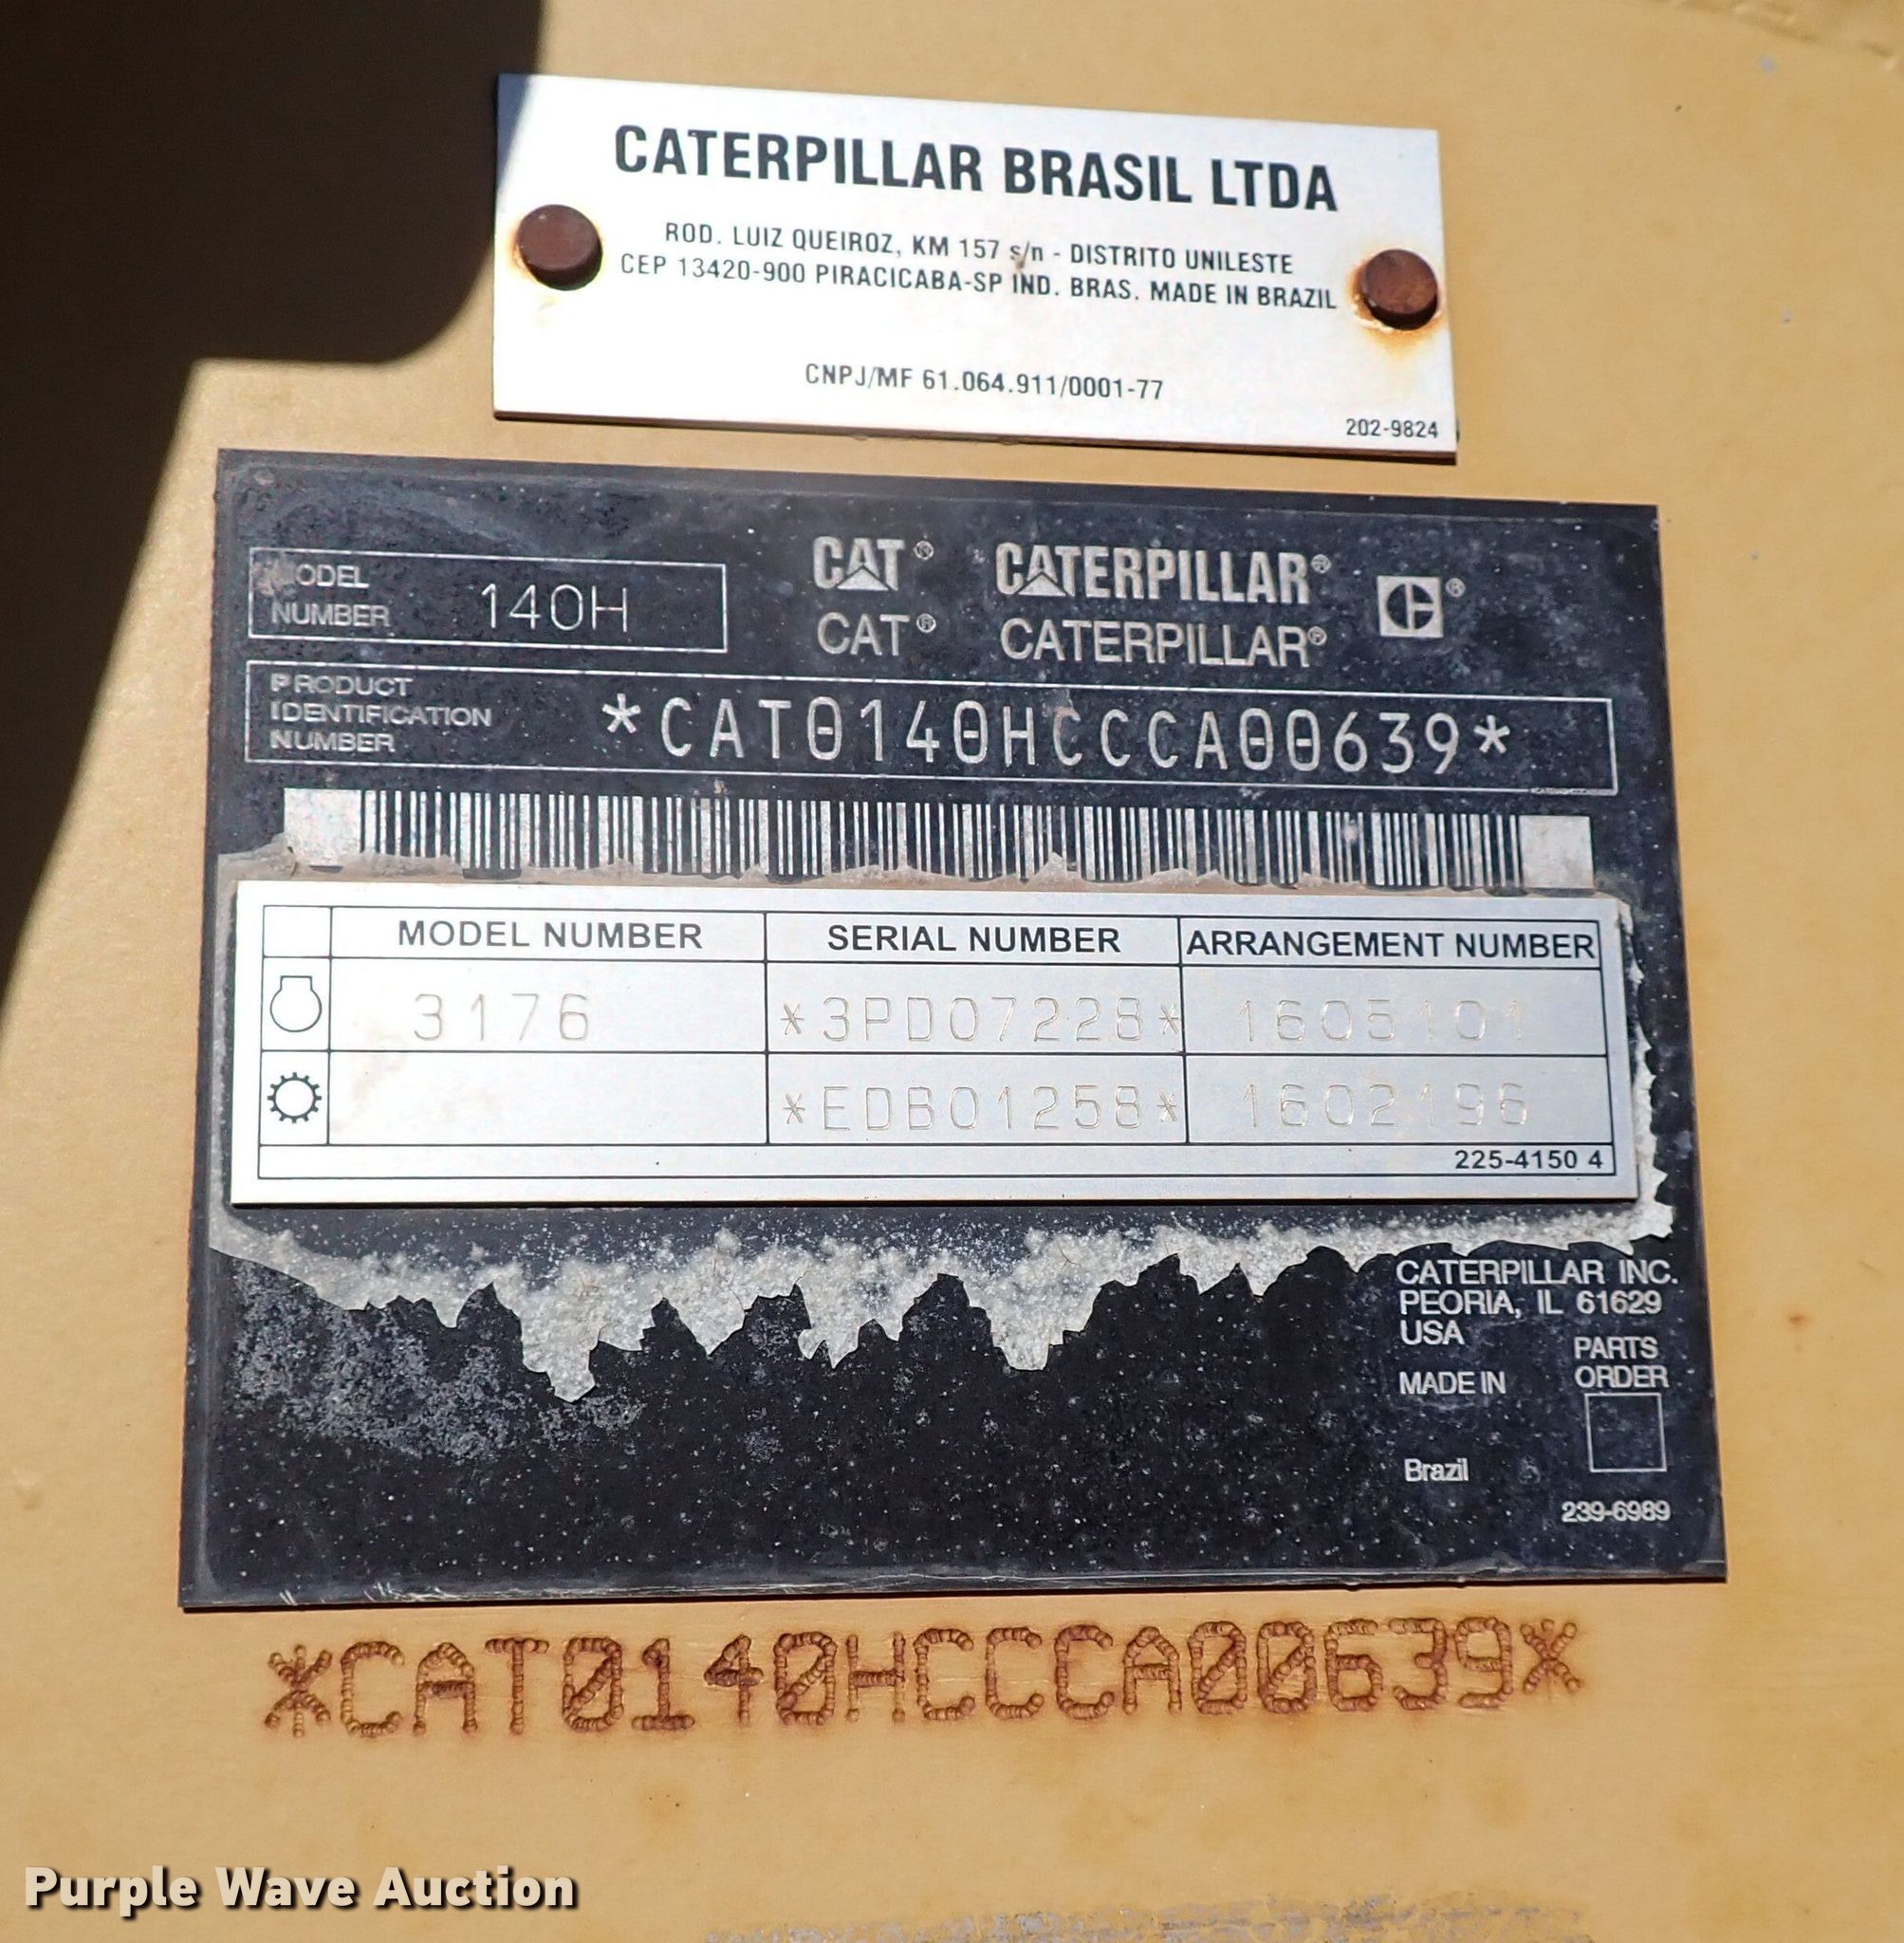 CATERPILLAR BRASIL LTDA
ROD. LUIZ QUEIROZ, KM 157 s/n - DISTRITO UNILESTE
CEP 13420-900 PIRACICABA-SP IND. BRAS. MADE IN BRAZIL
CNPJ/MF 61.064.911/0001-77
202-9824
MODEL NUMBER 140H
CAT® CATERPILLAR® ®
CAT® CATERPILLAR®
PRODUCT IDENTIFICATION NUMBER *CAT0140HCCCA00639*
MODEL NUMBER SERIAL NUMBER ARRANGEMENT NUMBER
3176 *3PD07228* 1605101
*EDB01258* 1602196
225-4150 4
CATERPILLAR INC.
PEORIA, IL 61629
USA
PARTS
ORDER
MADE IN
Brazil
239-6989
*CAT0140HCCCA00639*
Purple Wave Auction